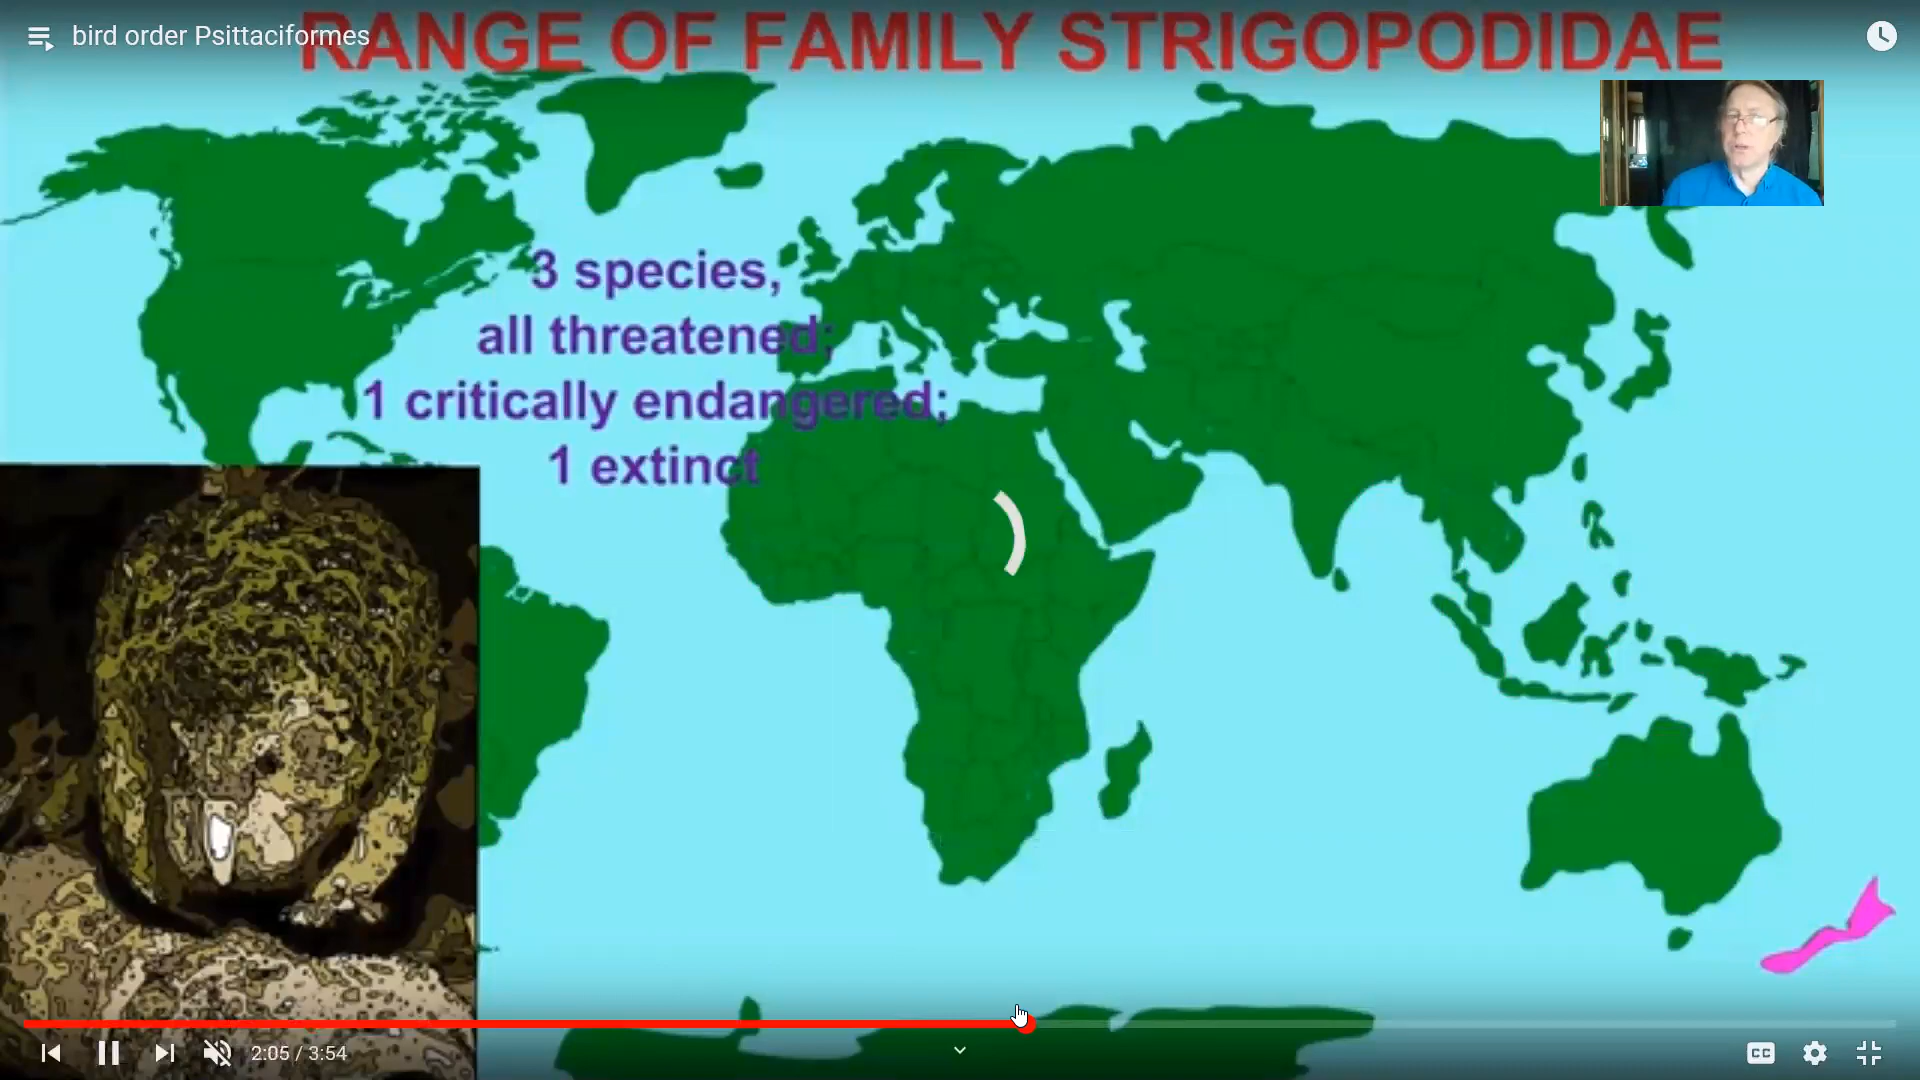 bird order Psittaciformes
RANGE OF FAMILY STRIGOPODIDAE
3 species,
all threatened;
1 critically endangered;
1 extinct
2:05 / 3:54
CC